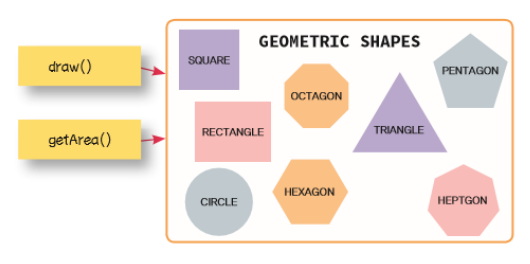 draw()
getArea()
GEOMETRIC SHAPES
SQUARE
OCTAGON
PENTAGON
RECTANGLE
TRIANGLE
CIRCLE
HEXAGON
HEPTGON